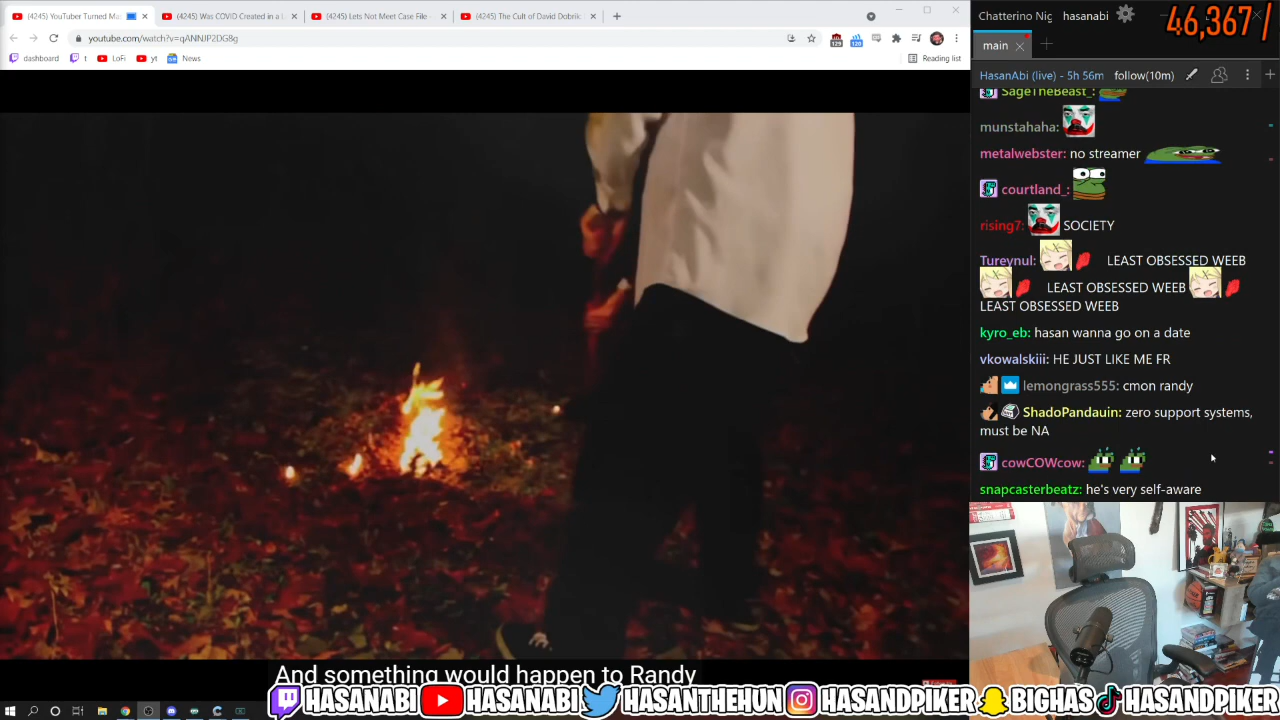 (4245) YouTuber Turned Ma
(4245) Was COVID Created in a L
(4245) Lets Not Meet Case File -
(4245) The Cult of David Dobrik |
youtube.com/watch?v=qANNJP2DG8g
129
120
dashboard
t
LoFi
yt
News
Reading list
And something would happen to Randy
Chatterino Nig
hasanabi
46,367/
main
HasanAbi (live) - 5h 56m
follow(10m)
SageTheBeast_:
munstahaha:
metalwebster: no streamer
courtland_:
rising7: SOCIETY
Tureynul: LEAST OBSESSED WEEB
LEAST OBSESSED WEEB
LEAST OBSESSED WEEB
kyro_eb: hasan wanna go on a date
vkowalskiii: HE JUST LIKE ME FR
lemongrass555: cmon randy
ShadoPandauin: zero support systems,
must be NA
cowCOWcow:
snapcasterbeatz: he's very self-aware
HASANABI HASANABI HASANTHEHUN HASANDPIKER BIGHAS HASANDPIKER